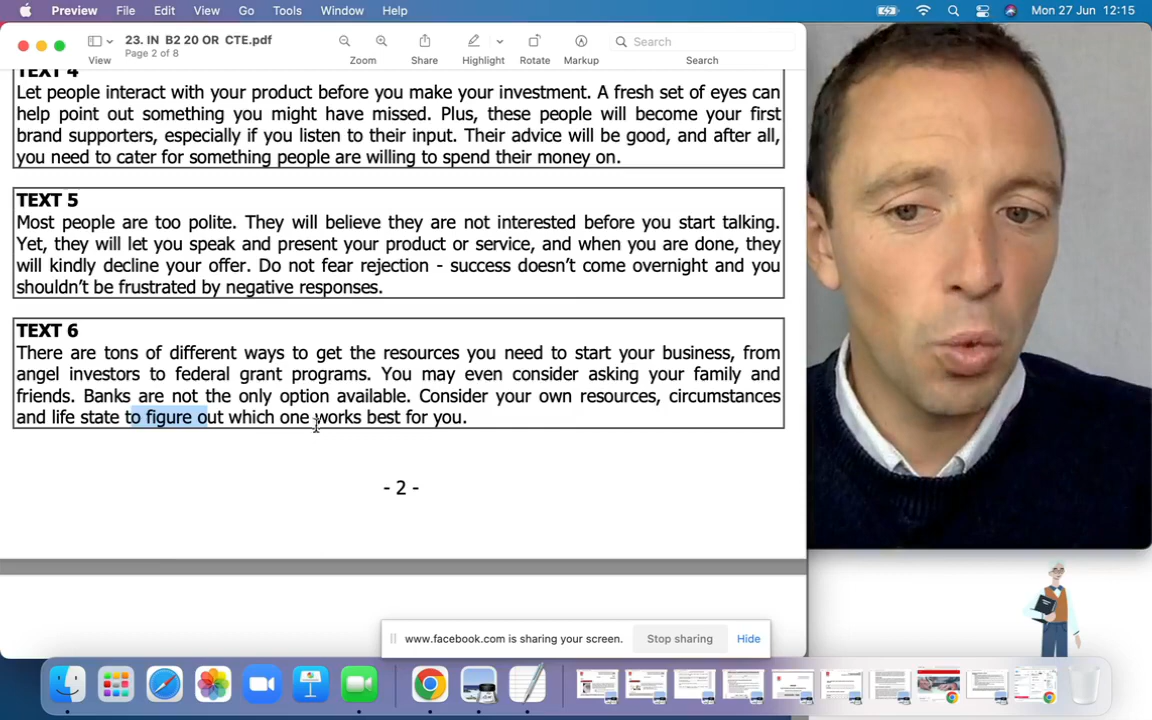 Preview File Edit View Go Tools Window Help Mon 27 Jun 12:15
23. IN B2 20 OR CTE.pdf
Page 2 of 8
Search
View Zoom Share Highlight Rotate Markup Search
TEXT 4
Let people interact with your product before you make your investment. A fresh set of eyes can
help point out something you might have missed. Plus, these people will become your first
brand supporters, especially if you listen to their input. Their advice will be good, and after all,
you need to cater for something people are willing to spend their money on.
TEXT 5
Most people are too polite. They will believe they are not interested before you start talking.
Yet, they will let you speak and present your product or service, and when you are done, they
will kindly decline your offer. Do not fear rejection - success doesn't come overnight and you
shouldn't be frustrated by negative responses.
TEXT 6
There are tons of different ways to get the resources you need to start your business, from
angel investors to federal grant programs. You may even consider asking your family and
friends. Banks are not the only option available. Consider your own resources, circumstances
and life state to figure out which one works best for you.
- 2 -
www.facebook.com is sharing your screen. Stop sharing Hide